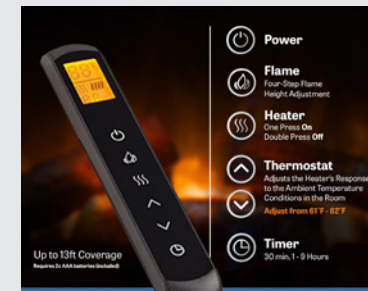 88°
Power
Flame
Four-Step Flame
Height Adjustment
Heater
One Press On
Double Press Off
Thermostat
Adjusts the Heater's Response
to the Ambient Temperature
Conditions in the Room
Adjust from 61°F - 82°F
Timer
30 min, 1 - 9 Hours
Up to 13ft Coverage
Requires 2x AAA batteries (included)